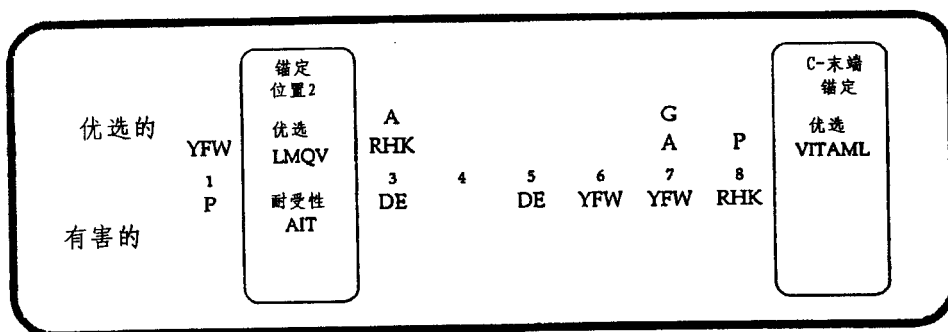 锚定
位置2
优选
LMQV
耐受性
AIT
C-末端
锚定
优选
VITAML
优选的
YFW
A
RHK
G
A
P
1
3
4
5
6
7
8
P
DE
DE
YFW
YFW
RHK
有害的